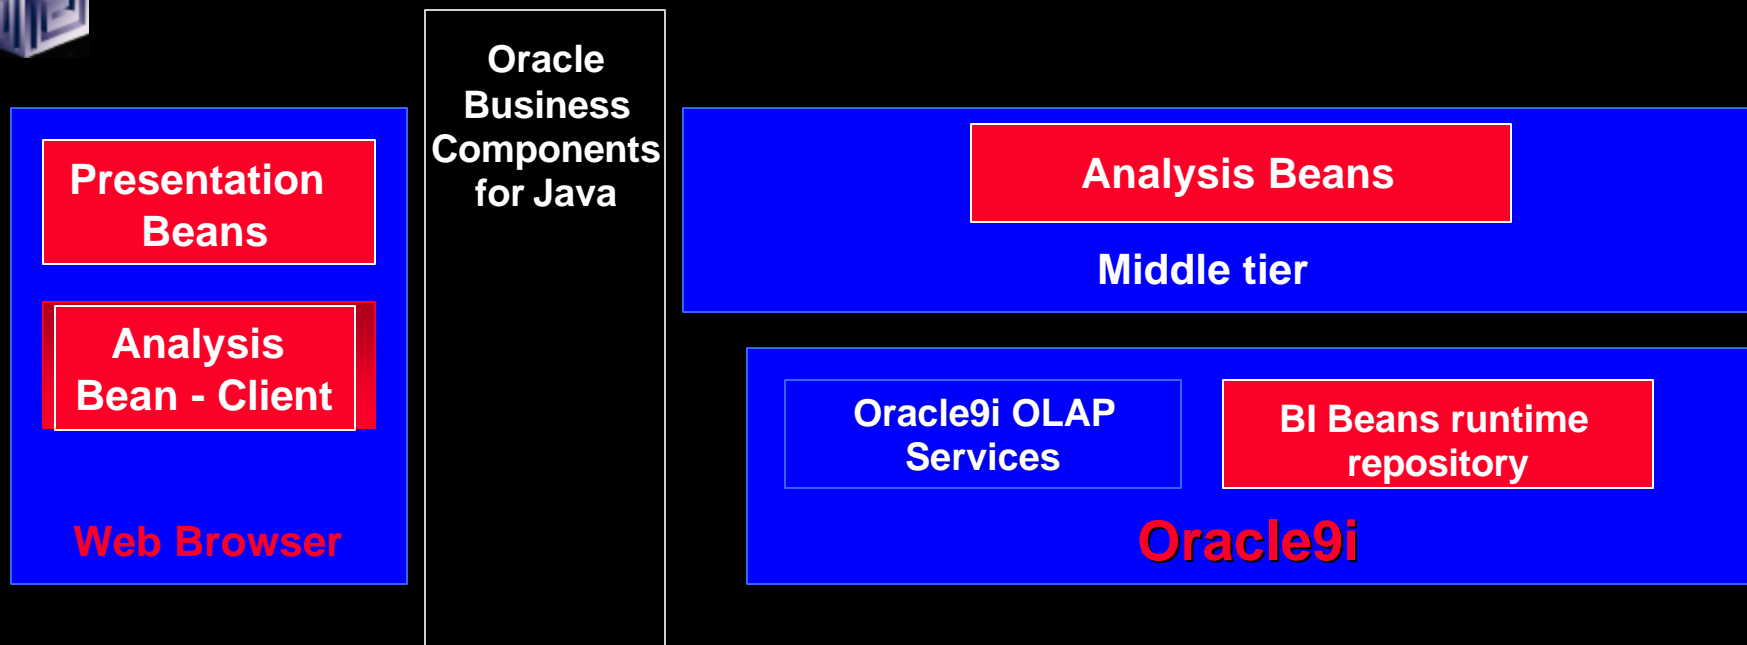 Presentation
Beans
Analysis
Bean - Client
Web Browser
Oracle
Business
Components
for Java
Analysis Beans
Middle tier
Oracle9i OLAP
Services
BI Beans runtime
repository
Oracle9i